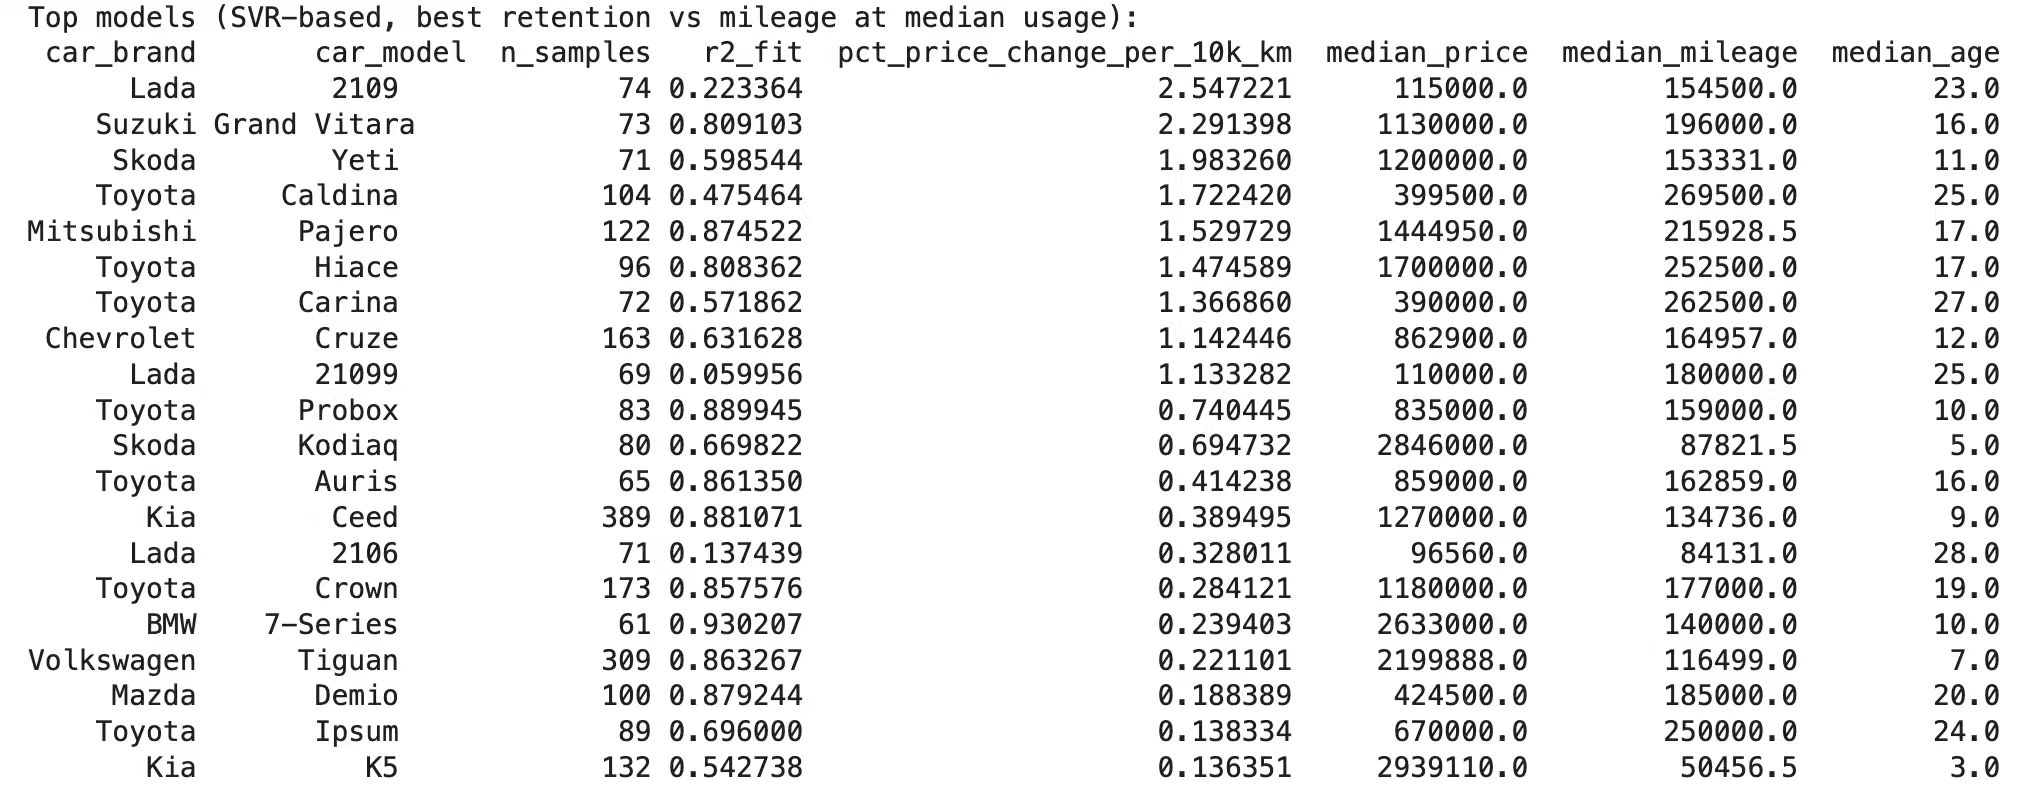 Top models (SVR-based, best retention vs mileage at median usage):
car_brand car_model n_samples r2_fit pct_price_change_per_10k_km median_price median_mileage median_age
Lada 2109 74 0.223364 2.547221 115000.0 154500.0 23.0
Suzuki Grand Vitara 73 0.809103 2.291398 1130000.0 196000.0 16.0
Skoda Yeti 71 0.598544 1.983260 1200000.0 153331.0 11.0
Toyota Caldina 104 0.475464 1.722420 399500.0 269500.0 25.0
Mitsubishi Pajero 122 0.874522 1.529729 1444950.0 215928.5 17.0
Toyota Hiace 96 0.808362 1.474589 1700000.0 252500.0 17.0
Toyota Carina 72 0.571862 1.366860 390000.0 262500.0 27.0
Chevrolet Cruze 163 0.631628 1.142446 862900.0 164957.0 12.0
Lada 21099 69 0.059956 1.133282 110000.0 180000.0 25.0
Toyota Probox 83 0.889945 0.740445 835000.0 159000.0 10.0
Skoda Kodiaq 80 0.669822 0.694732 2846000.0 87821.5 5.0
Toyota Auris 65 0.861350 0.414238 859000.0 162859.0 16.0
Kia Ceed 389 0.881071 0.389495 1270000.0 134736.0 9.0
Lada 2106 71 0.137439 0.328011 96560.0 84131.0 28.0
Toyota Crown 173 0.857576 0.284121 1180000.0 177000.0 19.0
BMW 7-Series 61 0.930207 0.239403 2633000.0 140000.0 10.0
Volkswagen Tiguan 309 0.863267 0.221101 2199888.0 116499.0 7.0
Mazda Demio 100 0.879244 0.188389 424500.0 185000.0 20.0
Toyota Ipsum 89 0.696000 0.138334 670000.0 250000.0 24.0
Kia K5 132 0.542738 0.136351 2939110.0 50456.5 3.0